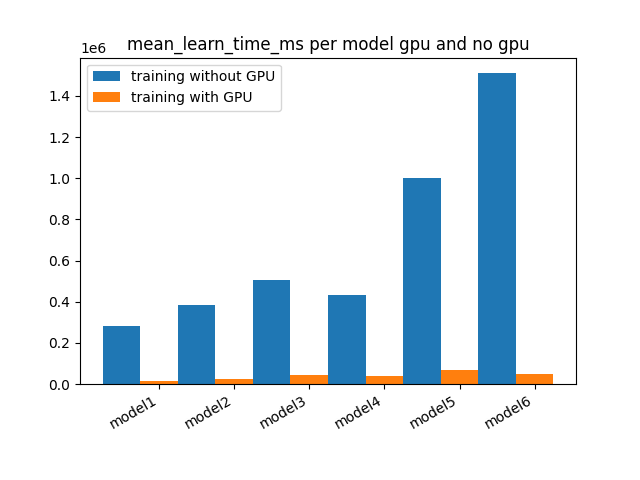 mean_learn_time_ms per model gpu and no gpu
1e6
training without GPU
training with GPU
1.4
1.2
1.0
0.8
0.6
0.4
0.2
0.0
model1
model2
model3
model4
model5
model6